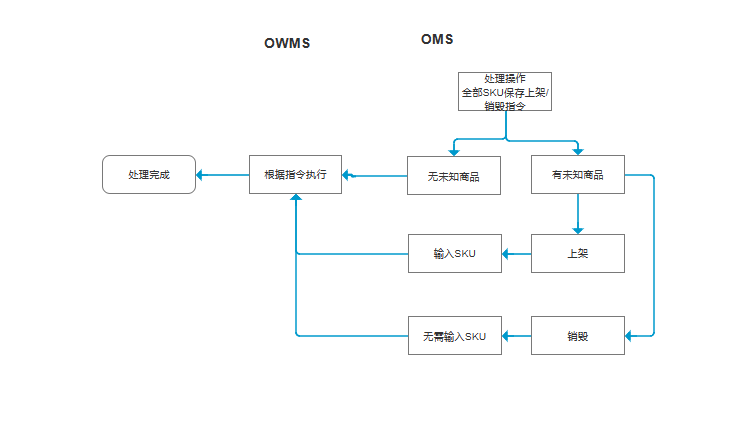 OWMS
OMS
处理操作
全部SKU保存上架/
销毁指令
处理完成
根据指令执行
无未知商品
有未知商品
输入SKU
上架
无需输入SKU
销毁